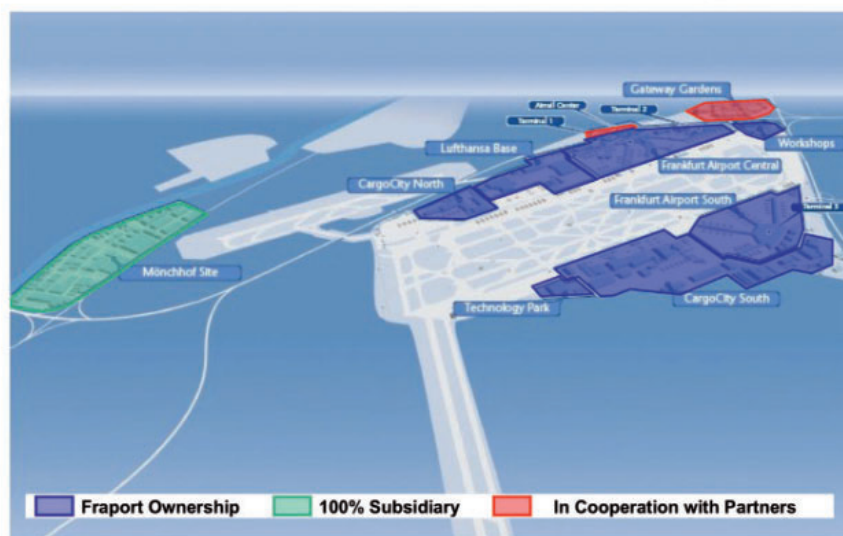 Gateway Gardens
Airrail Center
Terminal 2
Terminal 1
Workshops
Lufthansa Base
Frankfurt Airport Central
CargoCity North
Frankfurt Airport South
Terminal 3
Mönchhof Site
CargoCity South
Technology Park
Fraport Ownership
100% Subsidiary
In Cooperation with Partners